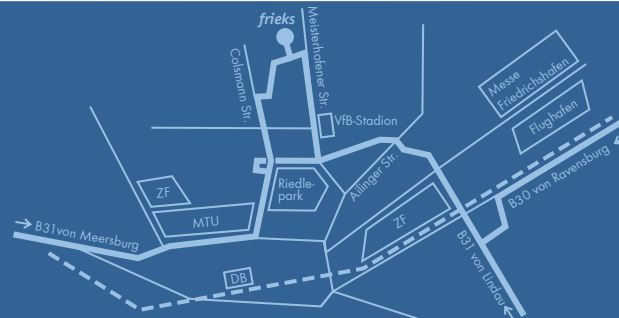 frieks
Meisterhofener Str.
Colsmann Str.
Messe
Friedrichshafen
VfB-Stadion
Flughafen
Ailinger Str.
B30 von Ravensburg
Riedle-
park
ZF
MTU
ZF
B31von Meersburg
B31 von Lindau
DB